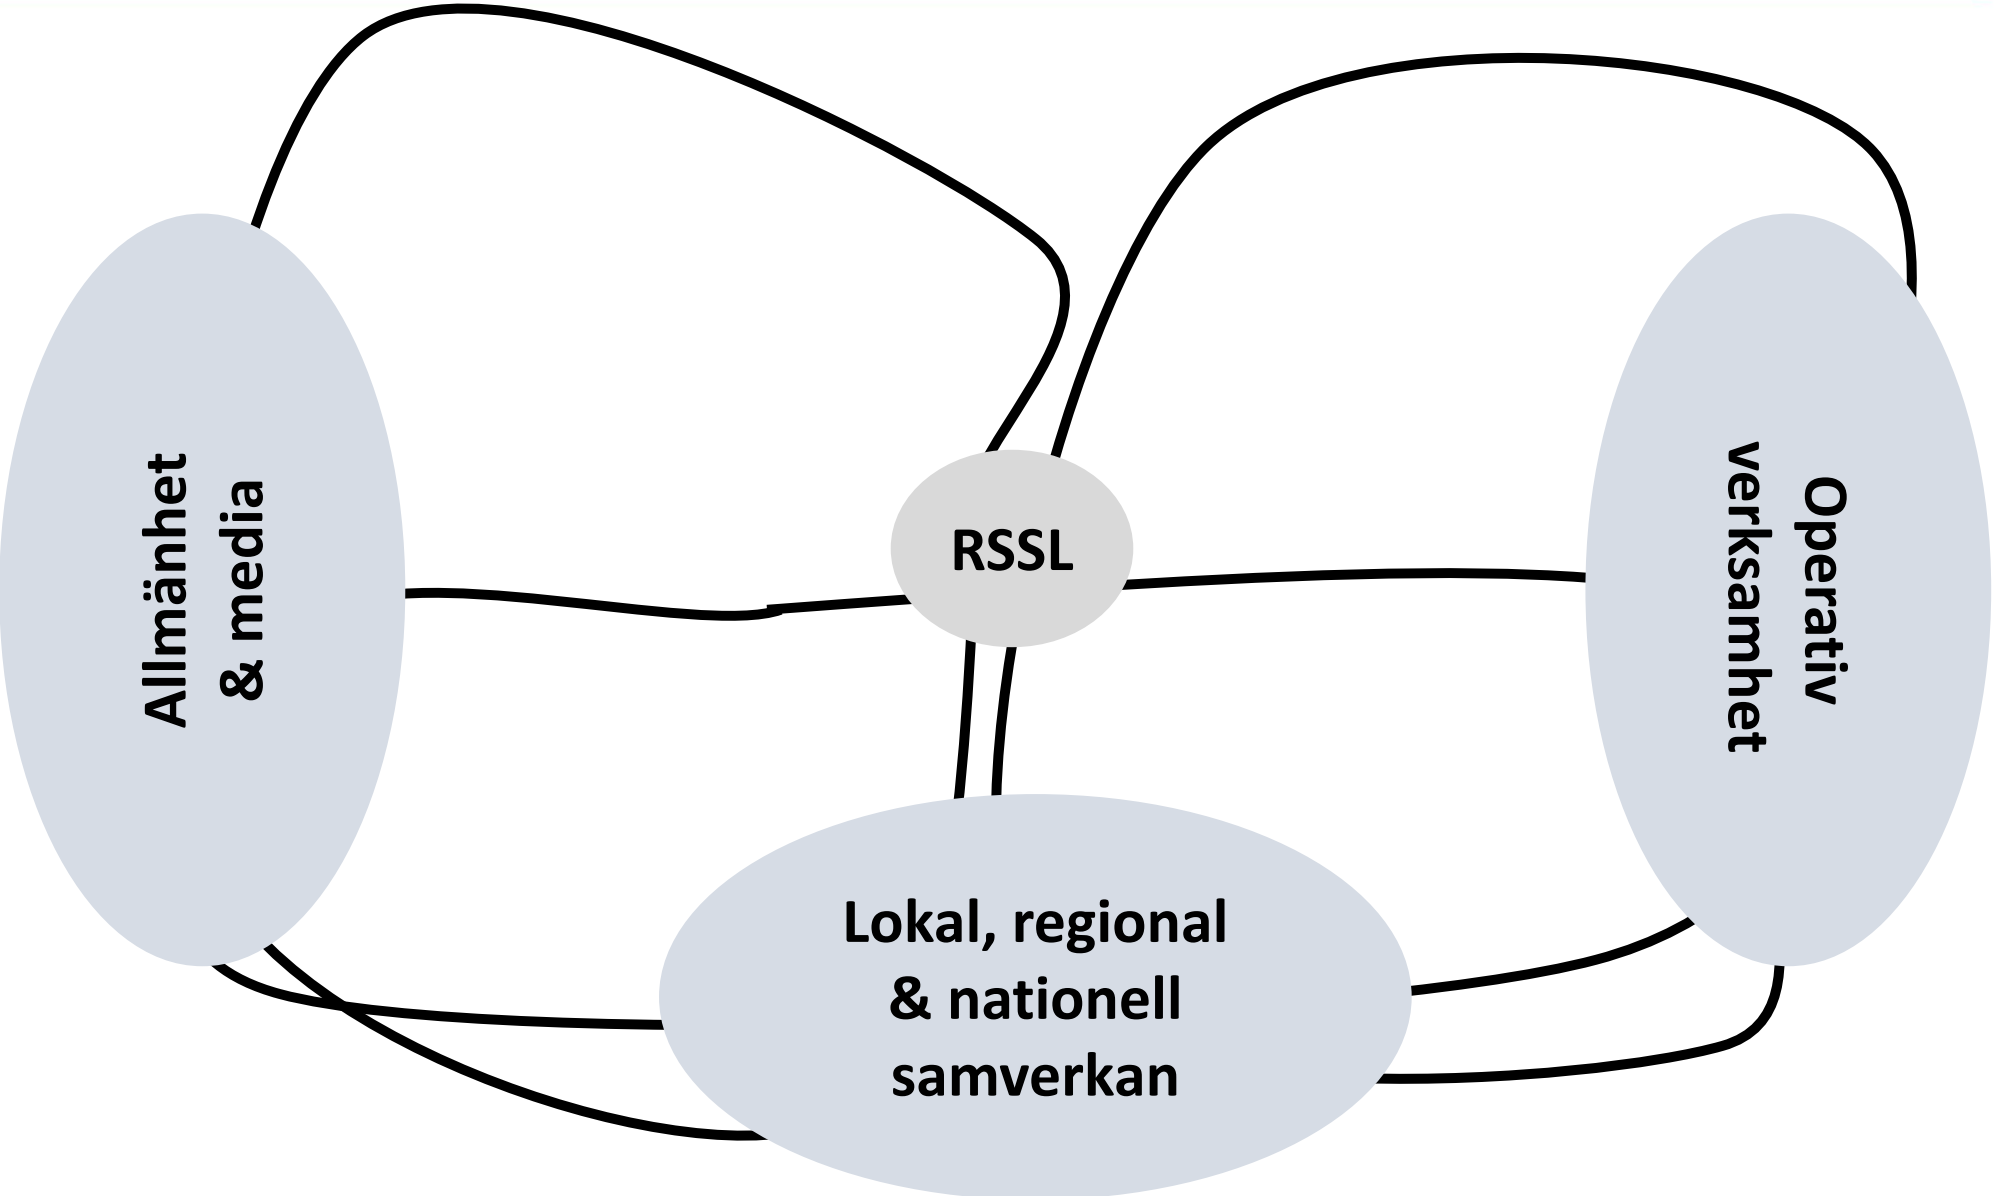 Allmänhet
& media
RSSL
Operativ
verksamhet
Lokal, regional
& nationell
samverkan